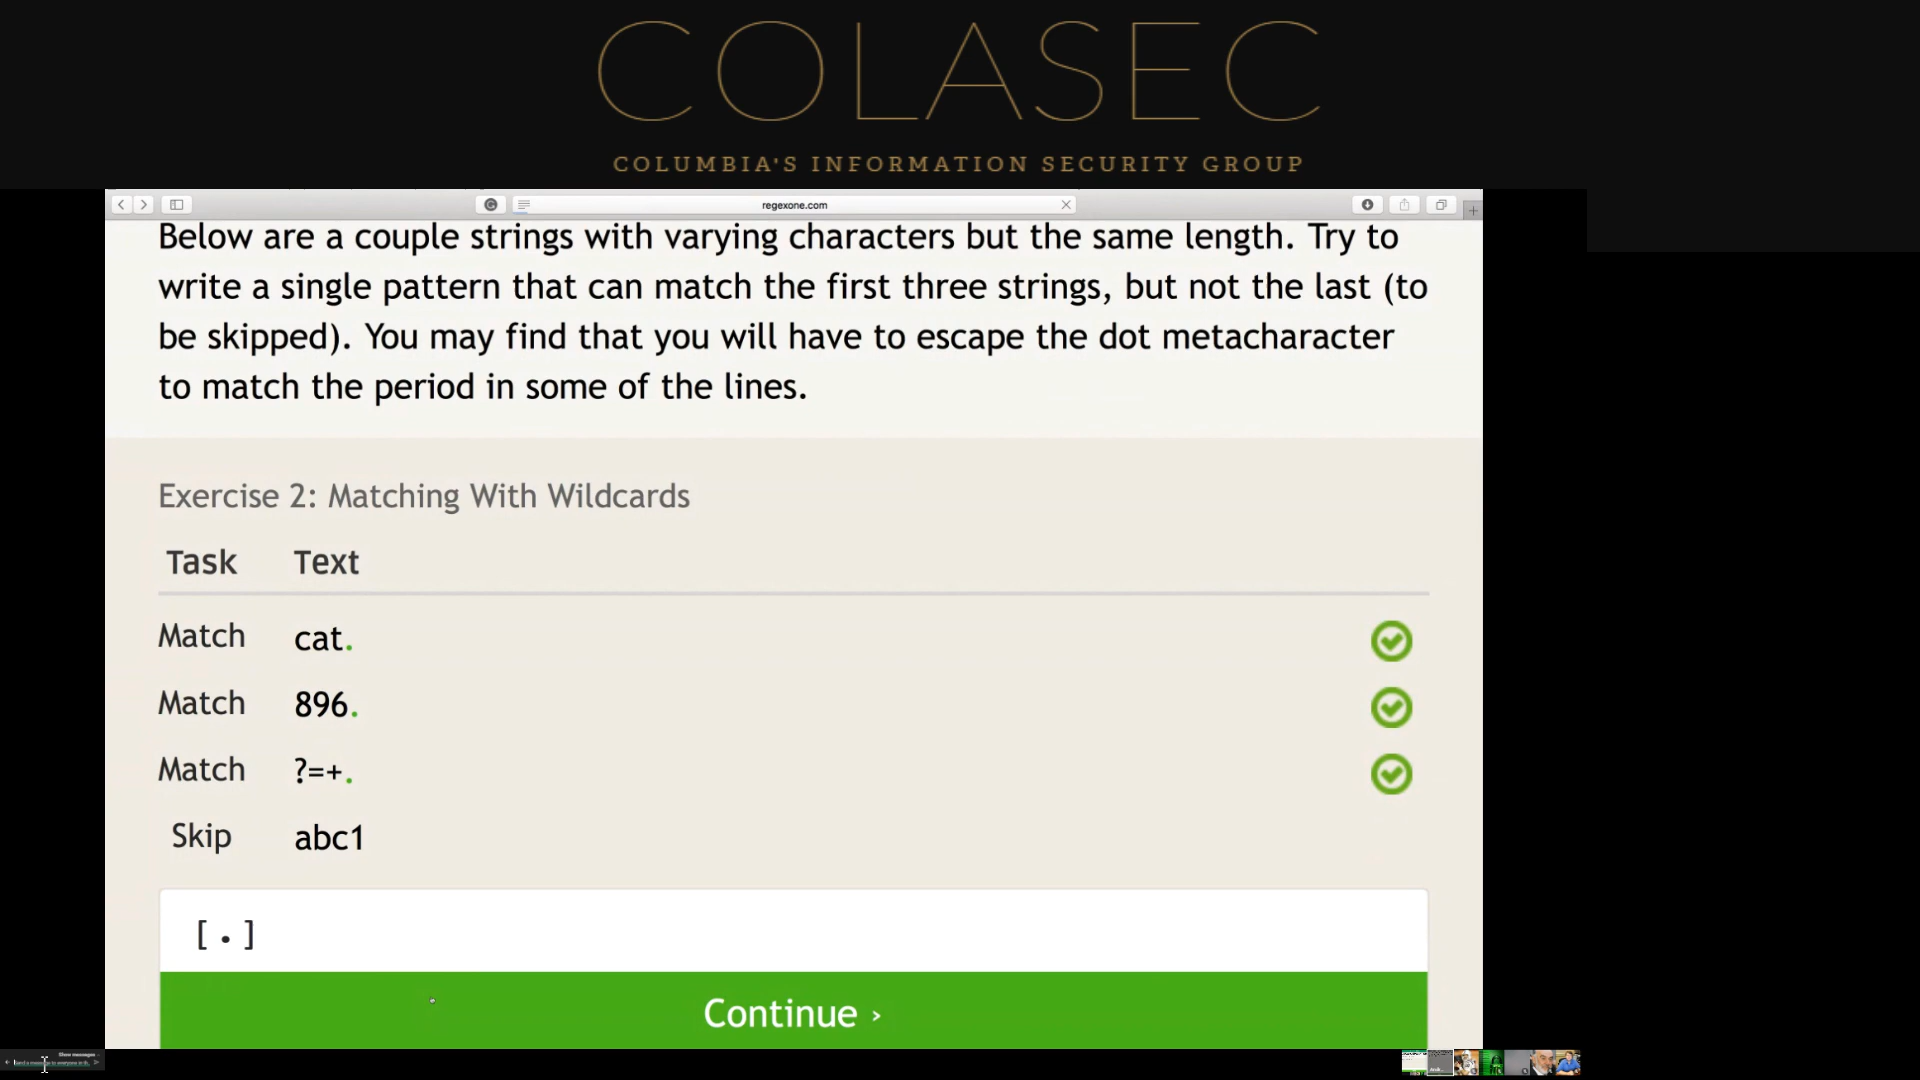 COLASEC
COLUMBIA'S INFORMATION SECURITY GROUP
regexone.com
Below are a couple strings with varying characters but the same length. Try to
write a single pattern that can match the first three strings, but not the last (to
be skipped). You may find that you will have to escape the dot metacharacter
to match the period in some of the lines.
Exercise 2: Matching With Wildcards
Task Text
Match cat.
Match 896.
Match ?=+.
Skip abc1
[.]
Continue ›
Show messages